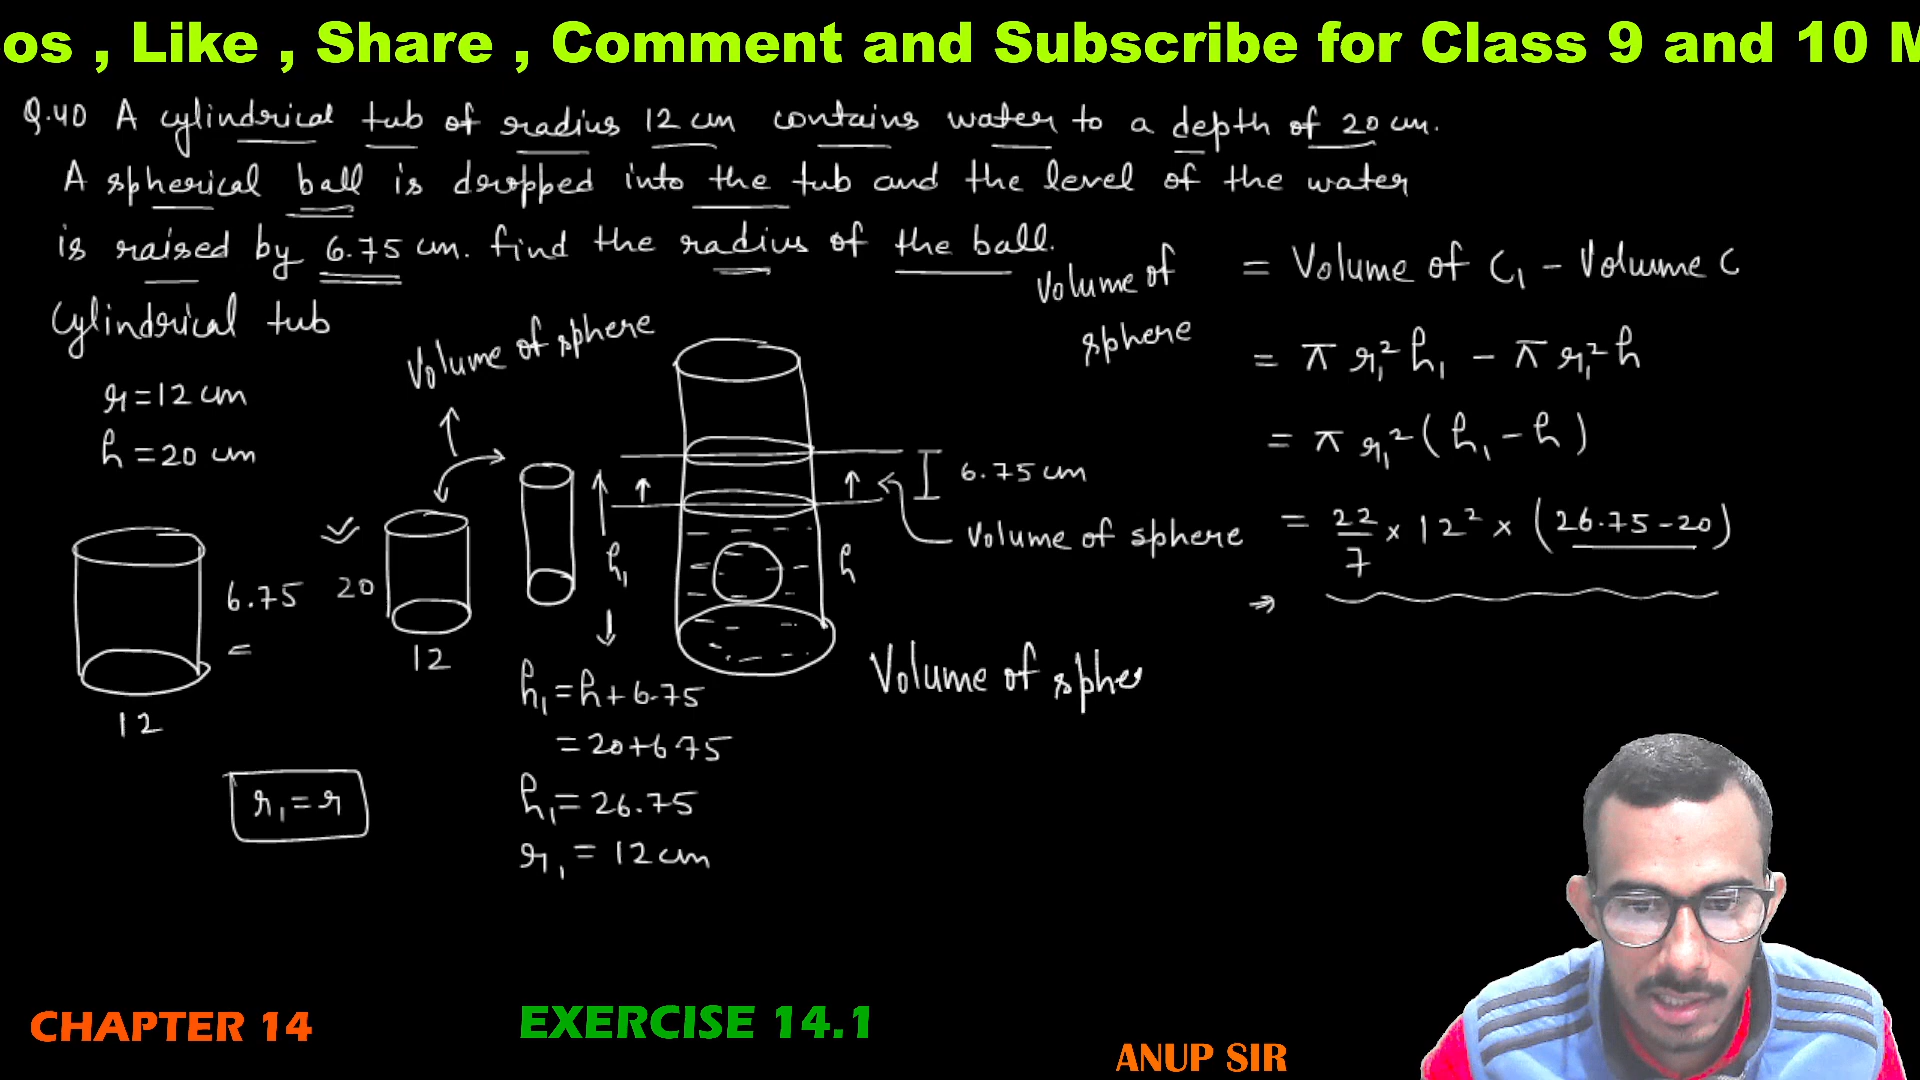 os , Like , Share , Comment and Subscribe for Class 9 and 10 M
Q.40 A cylindrical tub of radius 12 cm contains water to a depth of 20 cm.
A spherical ball is dropped into the tub and the level of the water
is raised by 6.75 cm. find the radius of the ball.
Cylindrical tub
r = 12 cm
h = 20 cm
Volume of sphere
6.75
=
12
20
12
r₁ = r
h₁
h₁ = h + 6.75
= 20 + 6.75
h₁ = 26.75
r₁ = 12 cm
h
6.75 cm
Volume of sphere
Volume of sphe
Volume of sphere = Volume of C₁ - Volume C
= π r₁² h₁ - π r₁² h
= π r₁² (h₁ - h)
= 22/7 × 12² × (26.75 - 20)
⇒
CHAPTER 14
EXERCISE 14.1
ANUP SIR